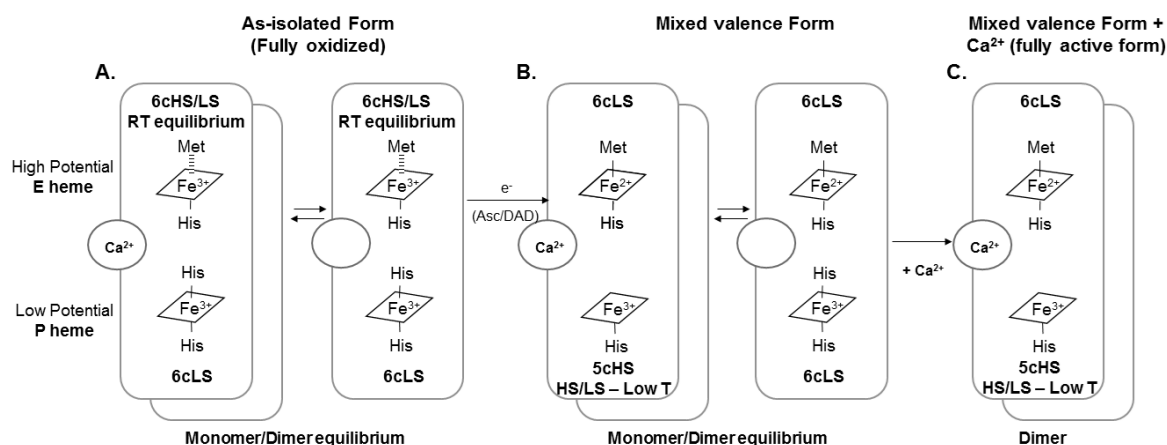 As-isolated Form
(Fully oxidized)
Mixed valence Form
Mixed valence Form +
Ca²⁺ (fully active form)
A.
B.
C.
6cHS/LS
RT equilibrium
6cHS/LS
RT equilibrium
6cLS
6cLS
6cLS
Met
Met
Met
Met
Met
High Potential
E heme
Fe³⁺
Fe³⁺
Fe²⁺
Fe²⁺
Fe²⁺
e⁻
(Asc/DAD)
His
His
His
His
His
Ca²⁺
Ca²⁺
Ca²⁺
+ Ca²⁺
His
His
His
Low Potential
P heme
Fe³⁺
Fe³⁺
Fe³⁺
Fe³⁺
Fe³⁺
His
His
His
His
His
6cLS
6cLS
5cHS
HS/LS – Low T
6cLS
5cHS
HS/LS – Low T
Monomer/Dimer equilibrium
Monomer/Dimer equilibrium
Dimer